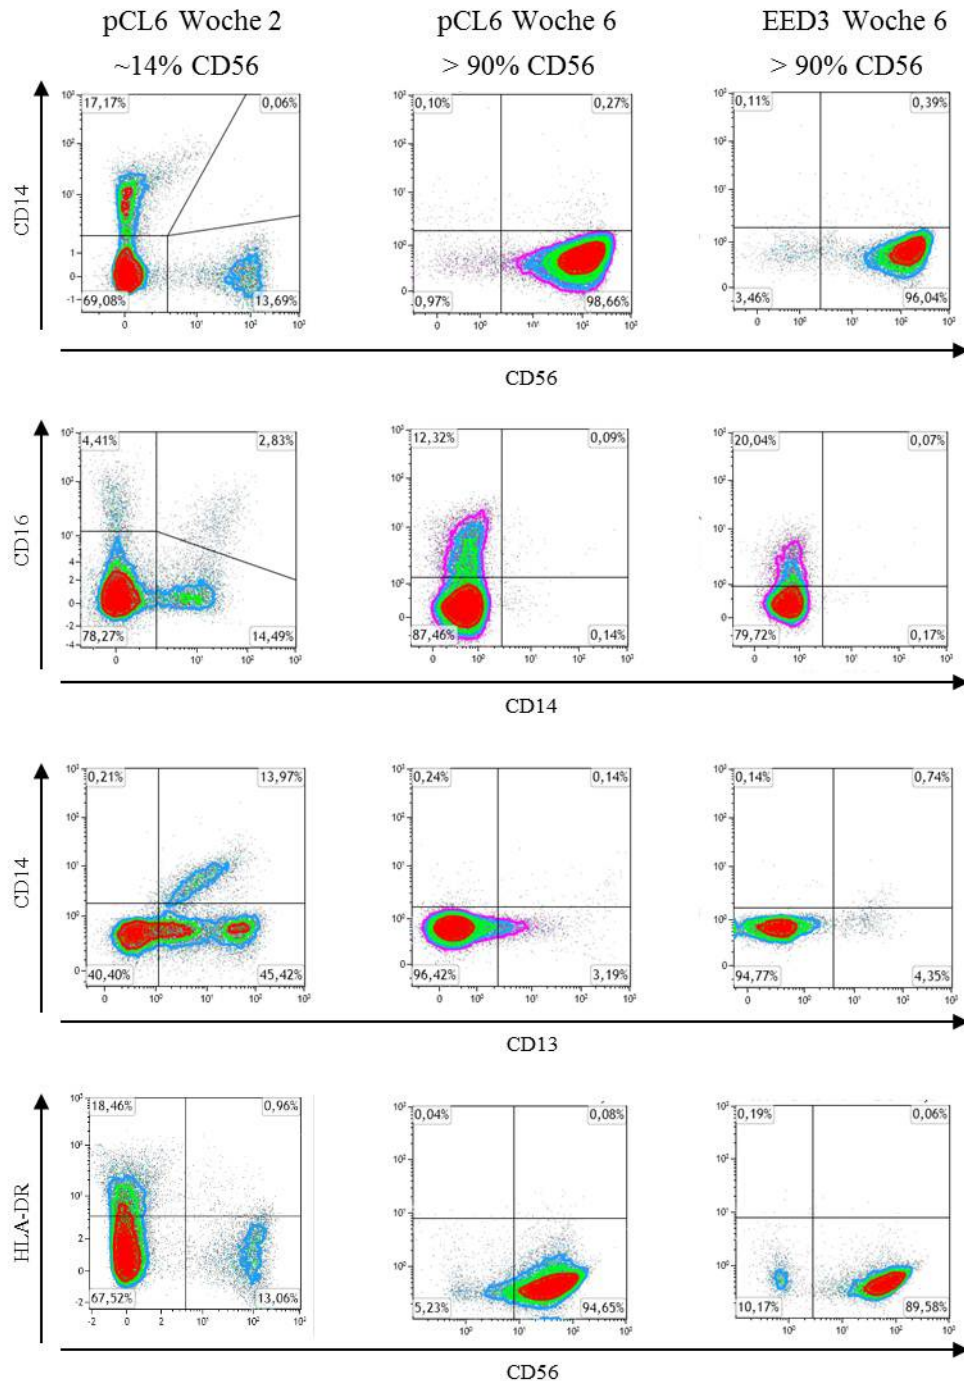 pCL6 Woche 2 pCL6 Woche 6 EED3 Woche 6
~14% CD56 > 90% CD56 > 90% CD56
17,17% 0,06% 0,10% 0,27% 0,11% 0,39%
CD14
69,08% 13,69% 0,97% 98,66% 3,46% 96,04%
CD56
4,41% 2,83% 12,32% 0,09% 20,04% 0,07%
CD16
78,27% 14,49% 87,46% 0,14% 79,72% 0,17%
CD14
0,21% 13,97% 0,24% 0,14% 0,14% 0,74%
CD14
40,40% 45,42% 96,42% 3,19% 94,77% 4,35%
CD13
18,46% 0,96% 0,04% 0,08% 0,19% 0,06%
HLA-DR
67,52% 13,06% 5,23% 94,65% 10,17% 89,58%
CD56